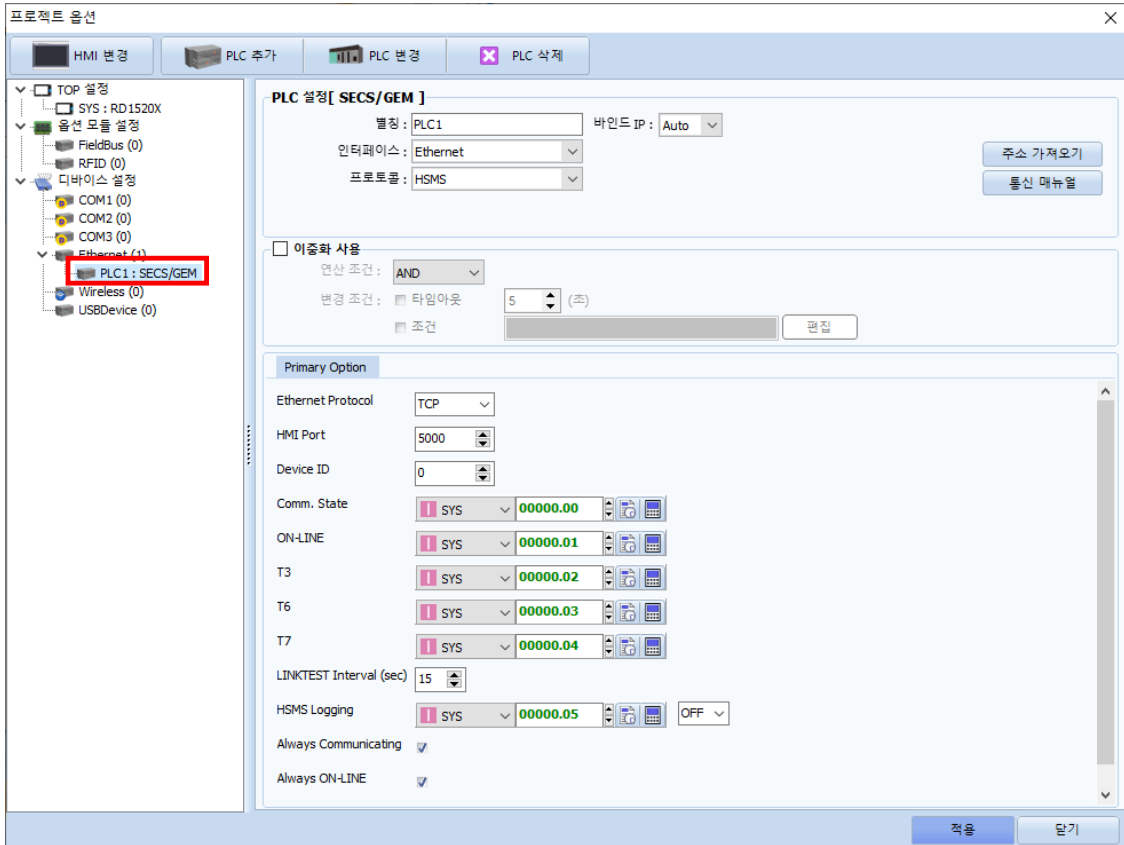 프로젝트 옵션
HMI 변경
PLC 추가
PLC 변경
PLC 삭제
TOP 설정
SYS : RD1520X
옵션 모듈 설정
FieldBus (0)
RFID (0)
디바이스 설정
COM1 (0)
COM2 (0)
COM3 (0)
Ethernet (1)
PLC1 : SECS/GEM
Wireless (0)
USBDevice (0)
PLC 설정[ SECS/GEM ]
별칭 : PLC1 바인드 IP : Auto
인터페이스 : Ethernet
주소 가져오기
프로토콜 : HSMS
통신 매뉴얼
이중화 사용
연산 조건 : AND
변경 조건 : 타임아웃 5 (초)
조건 편집
Primary Option
Ethernet Protocol TCP
HMI Port 5000
Device ID 0
Comm. State SYS 00000.00
ON-LINE SYS 00000.01
T3 SYS 00000.02
T6 SYS 00000.03
T7 SYS 00000.04
LINKTEST Interval (sec) 15
HSMS Logging SYS 00000.05 OFF
Always Communicating
Always ON-LINE
적용 닫기